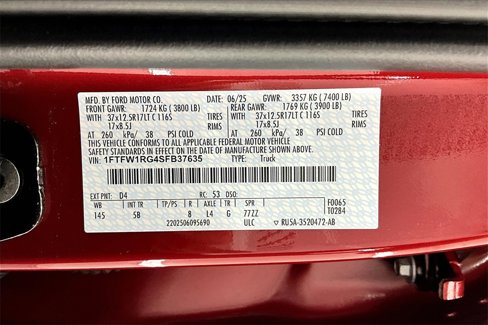 MFD. BY FORD MOTOR CO. 06/25 GVWR: 3357 KG ( 7400 LB)
FRONT GAWR: 1724 KG ( 3800 LB) REAR GAWR: 1769 KG ( 3900 LB)
WITH 37x12.5R17LT C 116S TIRES WITH 37x12.5R17LT C 116S TIRES
17x8.5J RIMS 17x8.5J RIMS
AT 260 kPa/ 38 PSI COLD AT 260 kPa/ 38 PSI COLD
THIS VEHICLE CONFORMS TO ALL APPLICABLE FEDERAL MOTOR VEHICLE SAFETY
AND THEFT PREVENTION STANDARDS IN EFFECT ON THE DATE OF MANUFACTURE SHOWN ABOVE.
VIN: 1FTFW1RG4SFB37635 TYPE: Truck
EXT PNT: D4 RC: 53 DSO: F0065
WB INT TR TP/PS R AXLE TR SPR T0284
145 5B 8 L4 G 77ZZ
2202506095690 ULC RU5A-3520472-AB